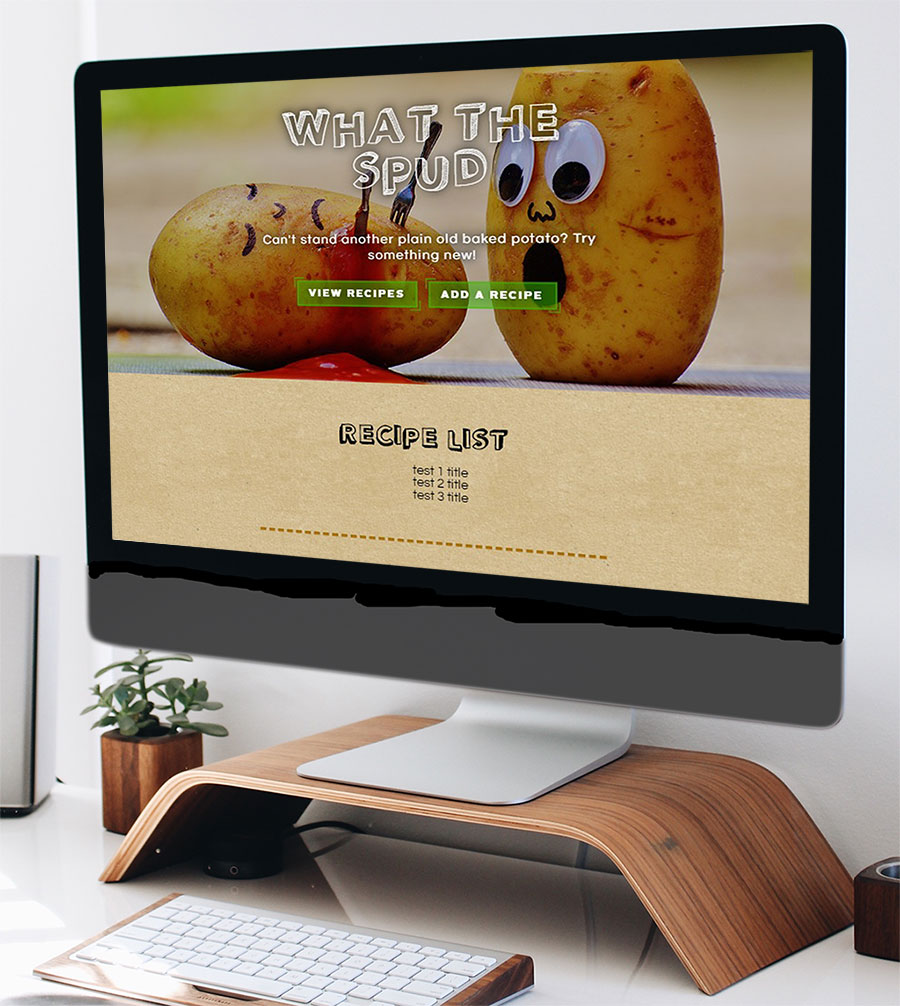 WHAT THE
SPUD
Can't stand another plain old baked potato? Try
something new!
VIEW RECIPES
ADD A RECIPE
RECIPE LIST
test 1 title
test 2 title
test 3 title